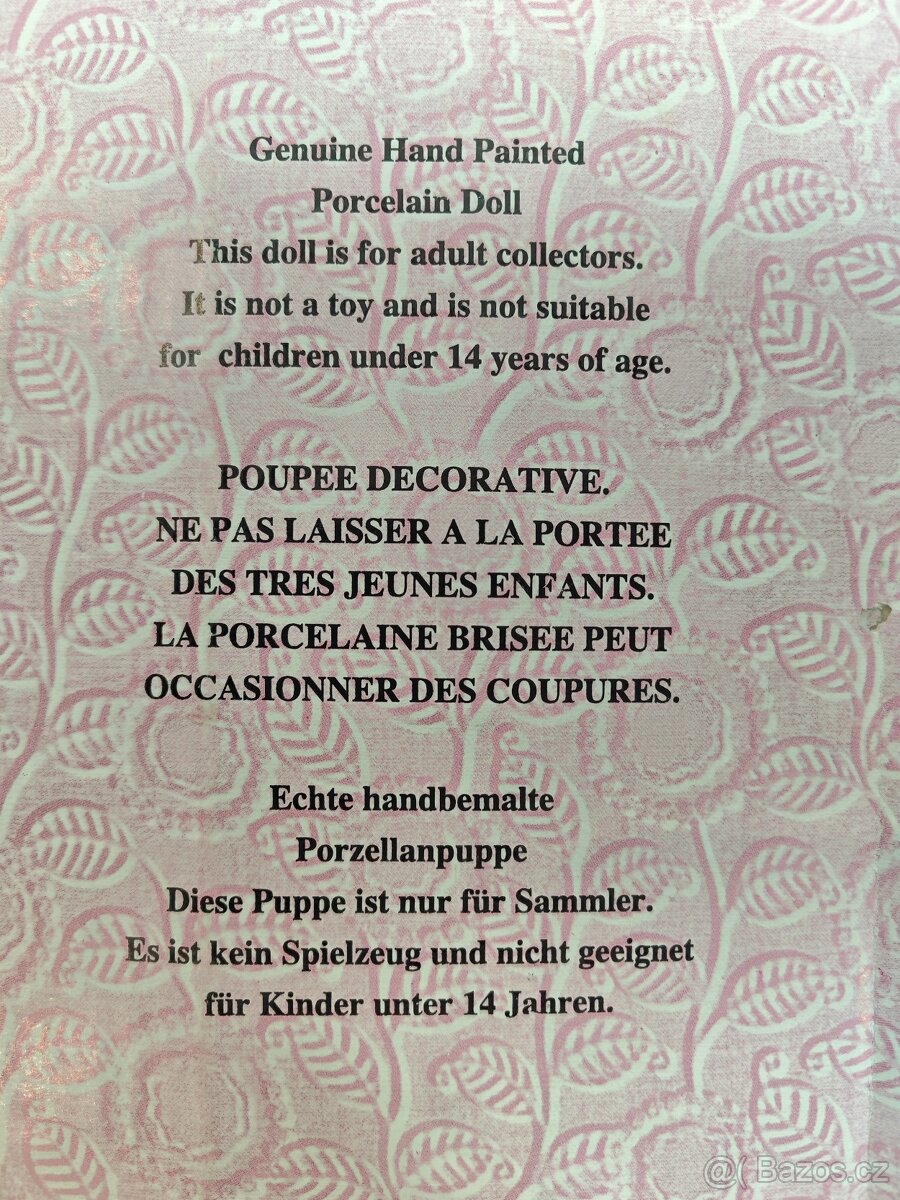 Genuine Hand Painted
Porcelain Doll
This doll is for adult collectors.
It is not a toy and is not suitable
for children under 14 years of age.
POUPEE DECORATIVE.
NE PAS LAISSER A LA PORTEE
DES TRES JEUNES ENFANTS.
LA PORCELAINE BRISEE PEUT
OCCASIONNER DES COUPURES.
Echte handbemalte
Porzellanpuppe
Diese Puppe ist nur für Sammler.
Es ist kein Spielzeug und nicht geeignet
für Kinder unter 14 Jahren.
@( Bazos.cz